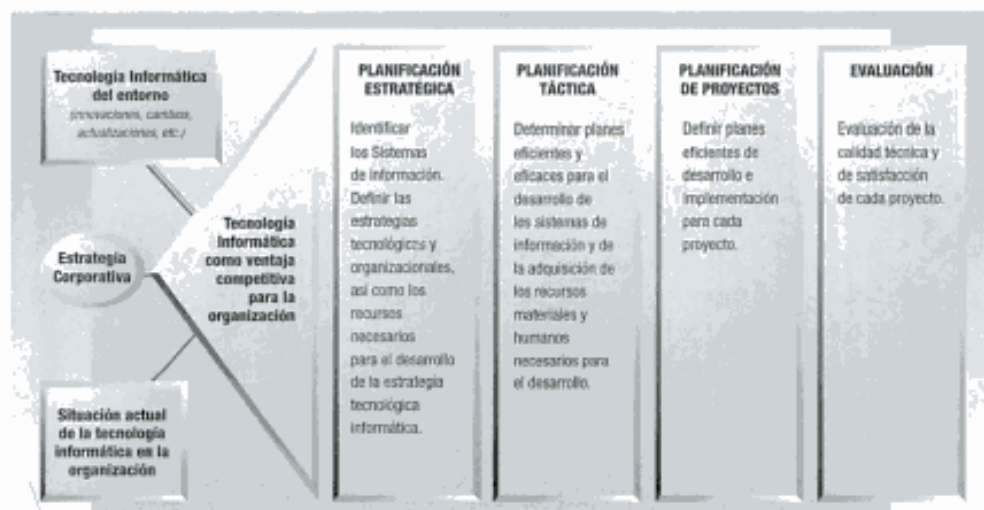 Tecnología Informática
del entorno
(innovaciones, cambios,
actualizaciones, etc.)
Estrategia
Corporativa
Situación actual
de la tecnología
informática en la
organización
Tecnología
Informática
como ventaja
competitiva
para la
organización
PLANIFICACIÓN
ESTRATÉGICA
Identificar
los Sistemas
de información.
Definir las
estrategias
tecnológicas y
organizacionales,
así como los
recursos
necesarios
para el desarrollo
de la estrategia
tecnológica
informática.
PLANIFICACIÓN
TÁCTICA
Determinar planes
eficientes y
eficaces para el
desarrollo de
los sistemas de
información y de
la adquisición de
los recursos
materiales y
humanos
necesarios para
el desarrollo.
PLANIFICACIÓN
DE PROYECTOS
Definir planes
eficientes de
desarrollo e
implementación
para cada
proyecto.
EVALUACIÓN
Evaluación de la
calidad técnica y
de satisfacción
de cada proyecto.